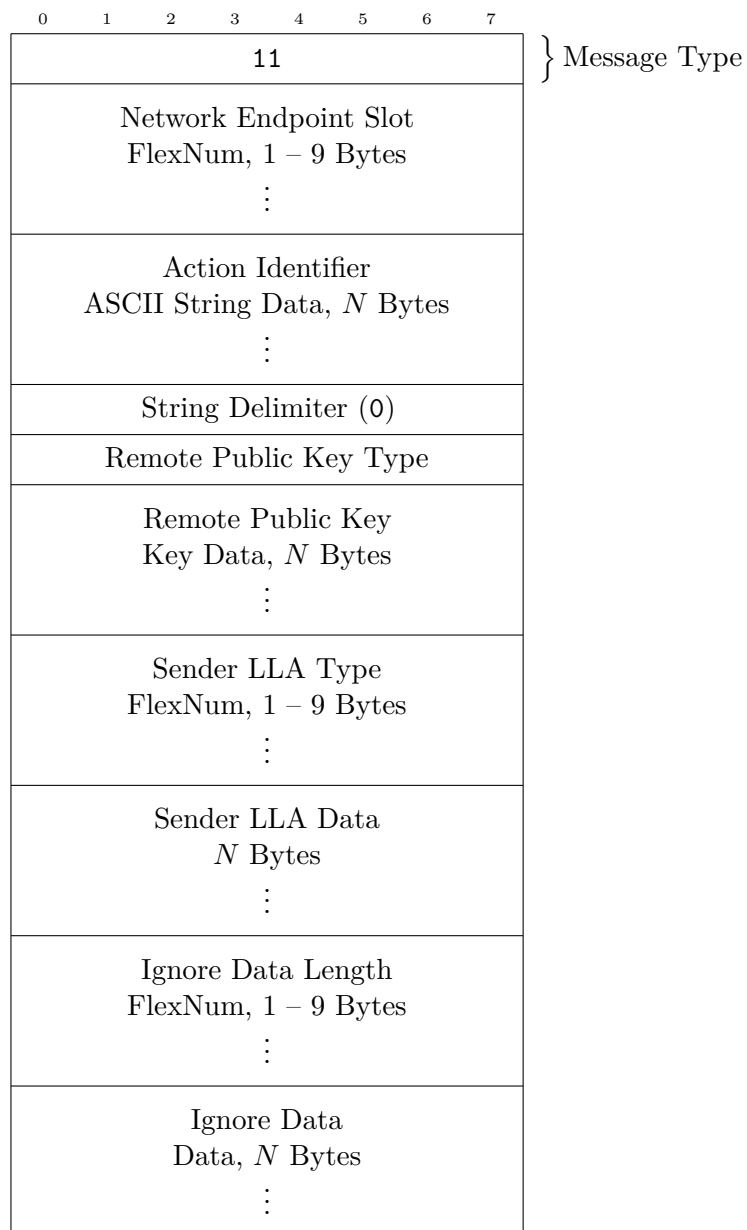 0 1 2 3 4 5 6 7
11
Message Type
Network Endpoint Slot
FlexNum, 1 – 9 Bytes
⋮
Action Identifier
ASCII String Data, N Bytes
⋮
String Delimiter (0)
Remote Public Key Type
Remote Public Key
Key Data, N Bytes
⋮
Sender LLA Type
FlexNum, 1 – 9 Bytes
⋮
Sender LLA Data
N Bytes
⋮
Ignore Data Length
FlexNum, 1 – 9 Bytes
⋮
Ignore Data
Data, N Bytes
⋮